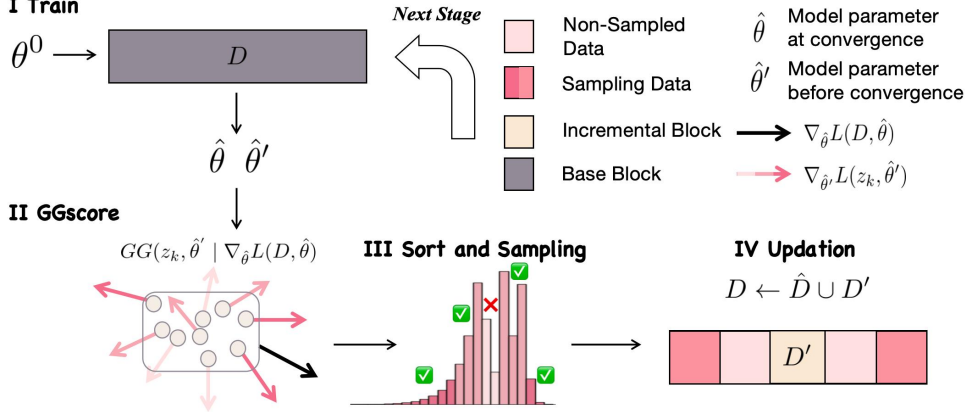 I Train
θ⁰
D
Next Stage
θ̂ θ̂′
Non-Sampled
Data
Sampling Data
Incremental Block
Base Block
θ̂ Model parameter
at convergence
θ̂′ Model parameter
before convergence
∇_θ̂ L(D, θ̂)
∇_θ̂′ L(z_k, θ̂′)
II GGscore
GG(z_k, θ̂′ | ∇_θ̂ L(D, θ̂)
III Sort and Sampling
IV Updation
D ← D̂ ∪ D′
D′